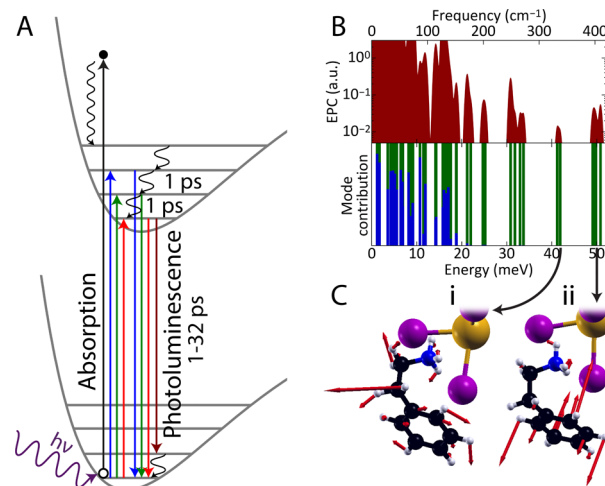 A
Absorption
1 ps
1 ps
Photoluminescence
1-32 ps
hν
B
Frequency (cm⁻¹)
0 100 200 300 400
EPC (a.u.)
10⁰
10⁻¹
10⁻²
Mode
contribution
0 10 20 30 40 50
Energy (meV)
C
i
ii